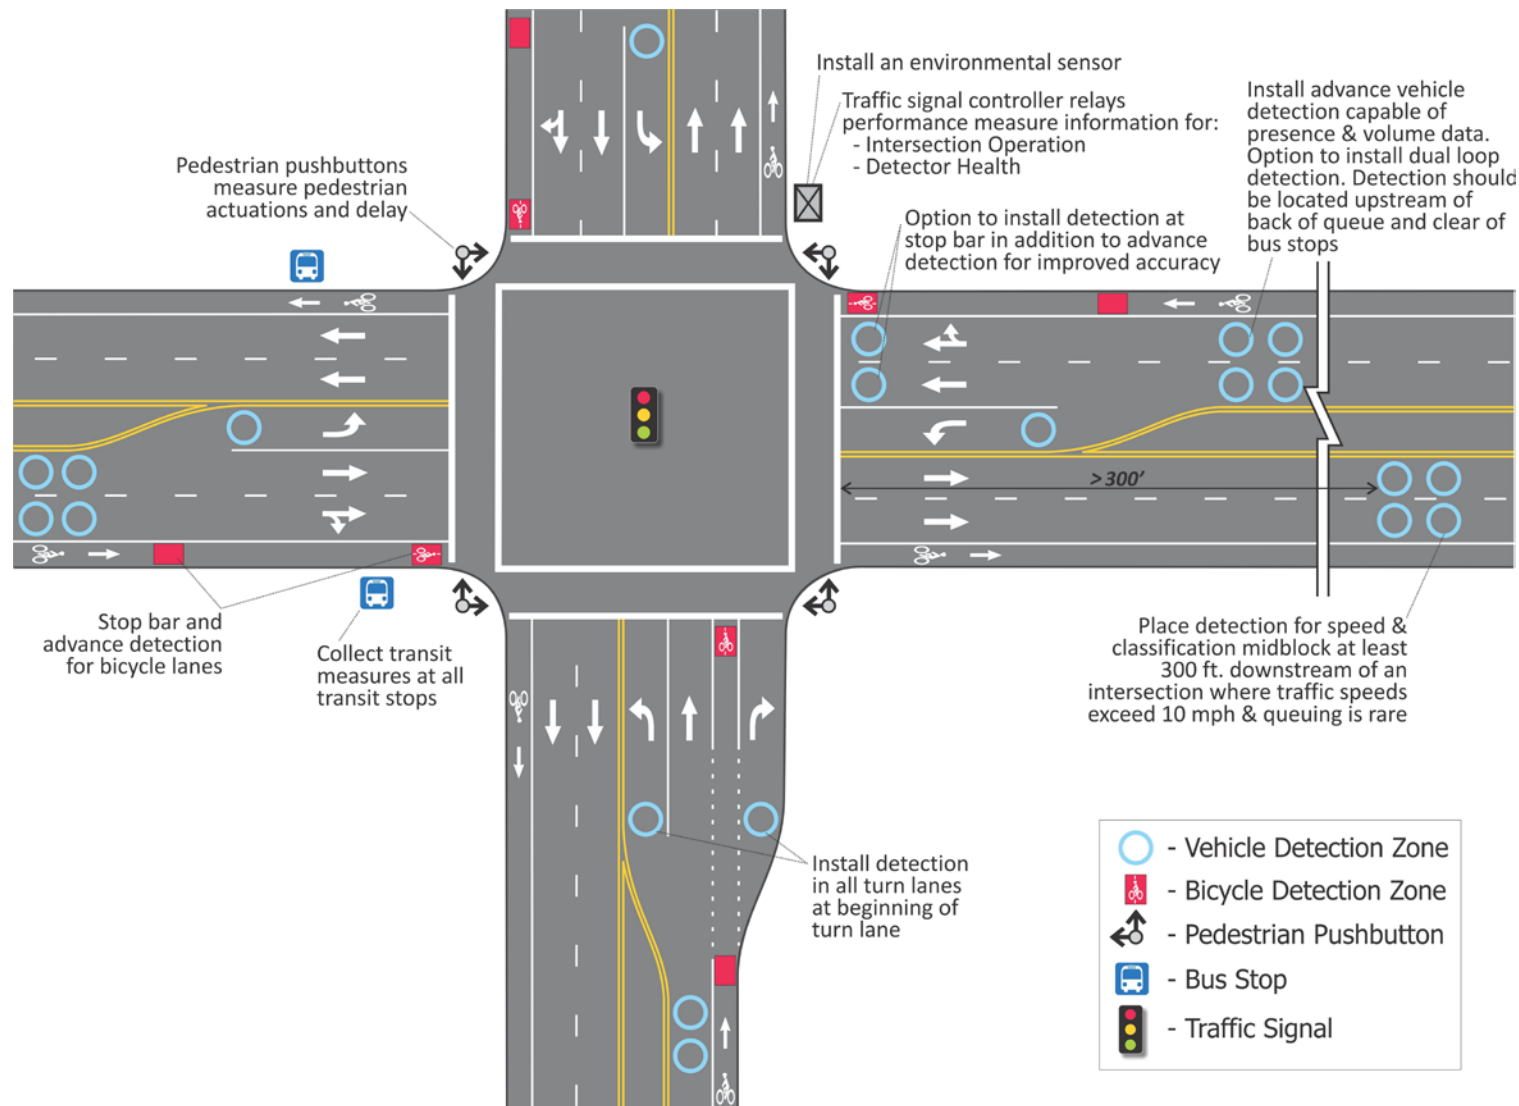 Install an environmental sensor
Traffic signal controller relays
performance measure information for:
- Intersection Operation
- Detector Health
Install advance vehicle
detection capable of
presence & volume data.
Option to install dual loop
detection. Detection should
be located upstream of
back of queue and clear of
bus stops
Pedestrian pushbuttons
measure pedestrian
actuations and delay
Option to install detection at
stop bar in addition to advance
detection for improved accuracy
>300'
Stop bar and
advance detection
for bicycle lanes
Collect transit
measures at all
transit stops
Place detection for speed &
classification midblock at least
300 ft. downstream of an
intersection where traffic speeds
exceed 10 mph & queuing is rare
Install detection
in all turn lanes
at beginning of
turn lane
- Vehicle Detection Zone
- Bicycle Detection Zone
- Pedestrian Pushbutton
- Bus Stop
- Traffic Signal